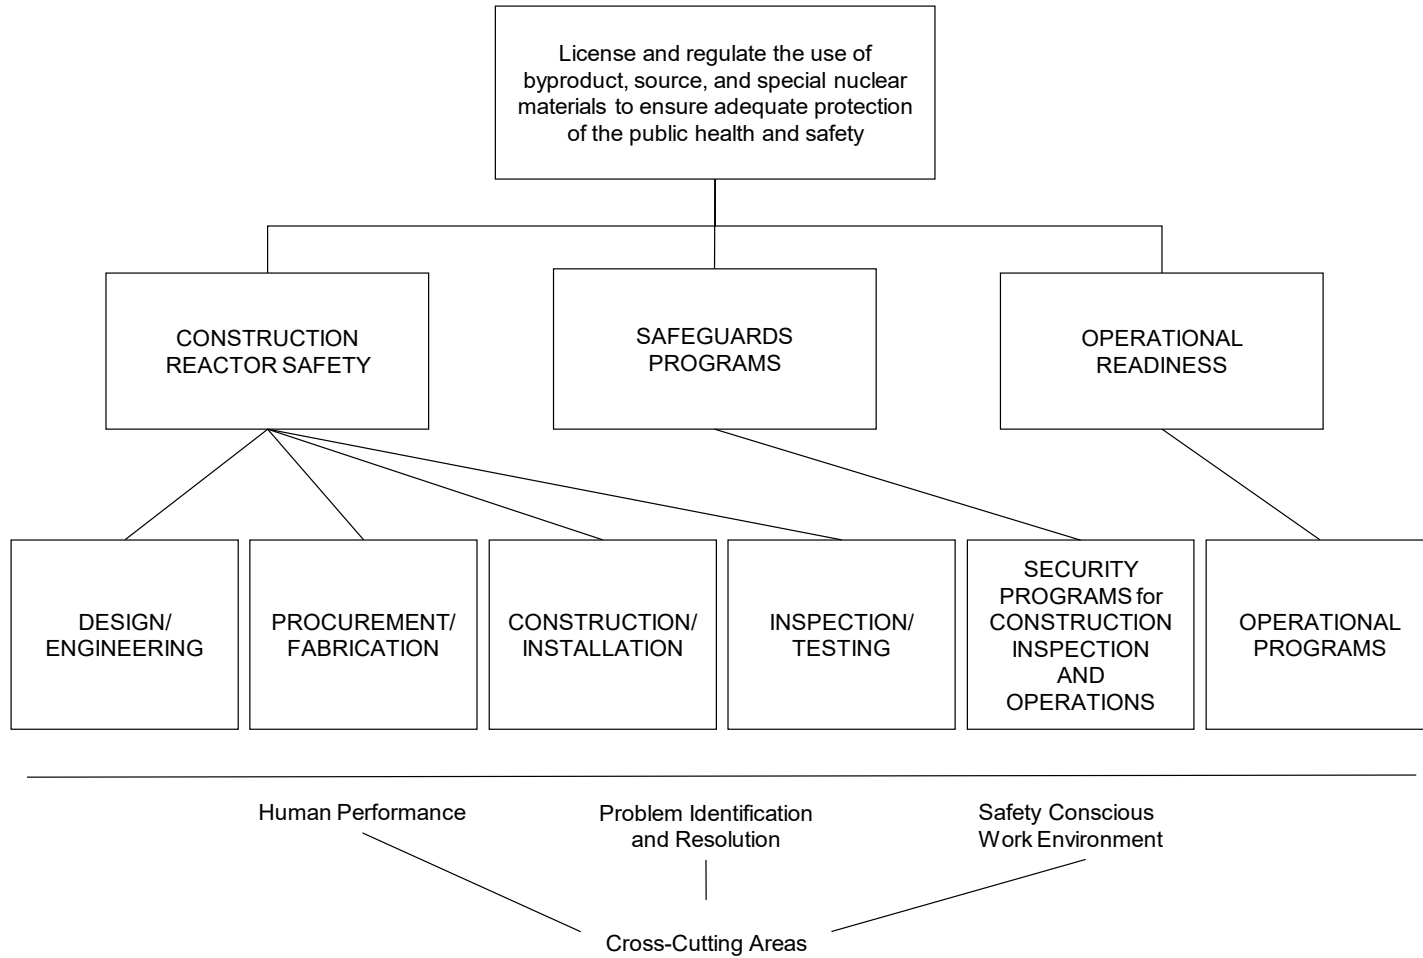 License and regulate the use of
byproduct, source, and special nuclear
materials to ensure adequate protection
of the public health and safety
CONSTRUCTION
REACTOR SAFETY
SAFEGUARDS
PROGRAMS
OPERATIONAL
READINESS
DESIGN/
ENGINEERING
PROCUREMENT/
FABRICATION
CONSTRUCTION/
INSTALLATION
INSPECTION/
TESTING
SECURITY
PROGRAMS for
CONSTRUCTION
INSPECTION
AND
OPERATIONS
OPERATIONAL
PROGRAMS
Human Performance
Problem Identification
and Resolution
Safety Conscious
Work Environment
Cross-Cutting Areas